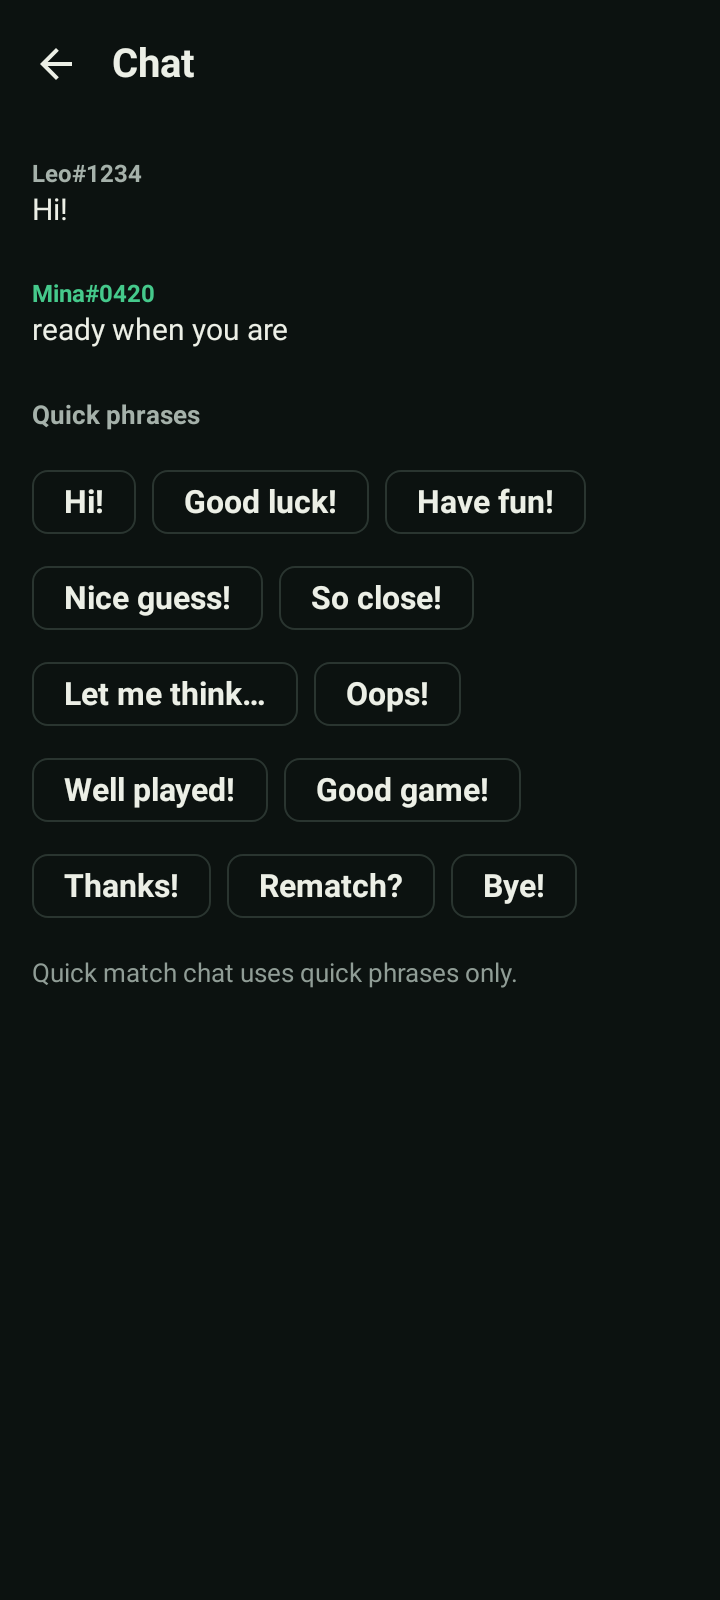 Chat
Leo#1234
Hi!
Mina#0420
ready when you are
Quick phrases
Hi! Good luck! Have fun!
Nice guess! So close!
Let me think... Oops!
Well played! Good game!
Thanks! Rematch? Bye!
Quick match chat uses quick phrases only.